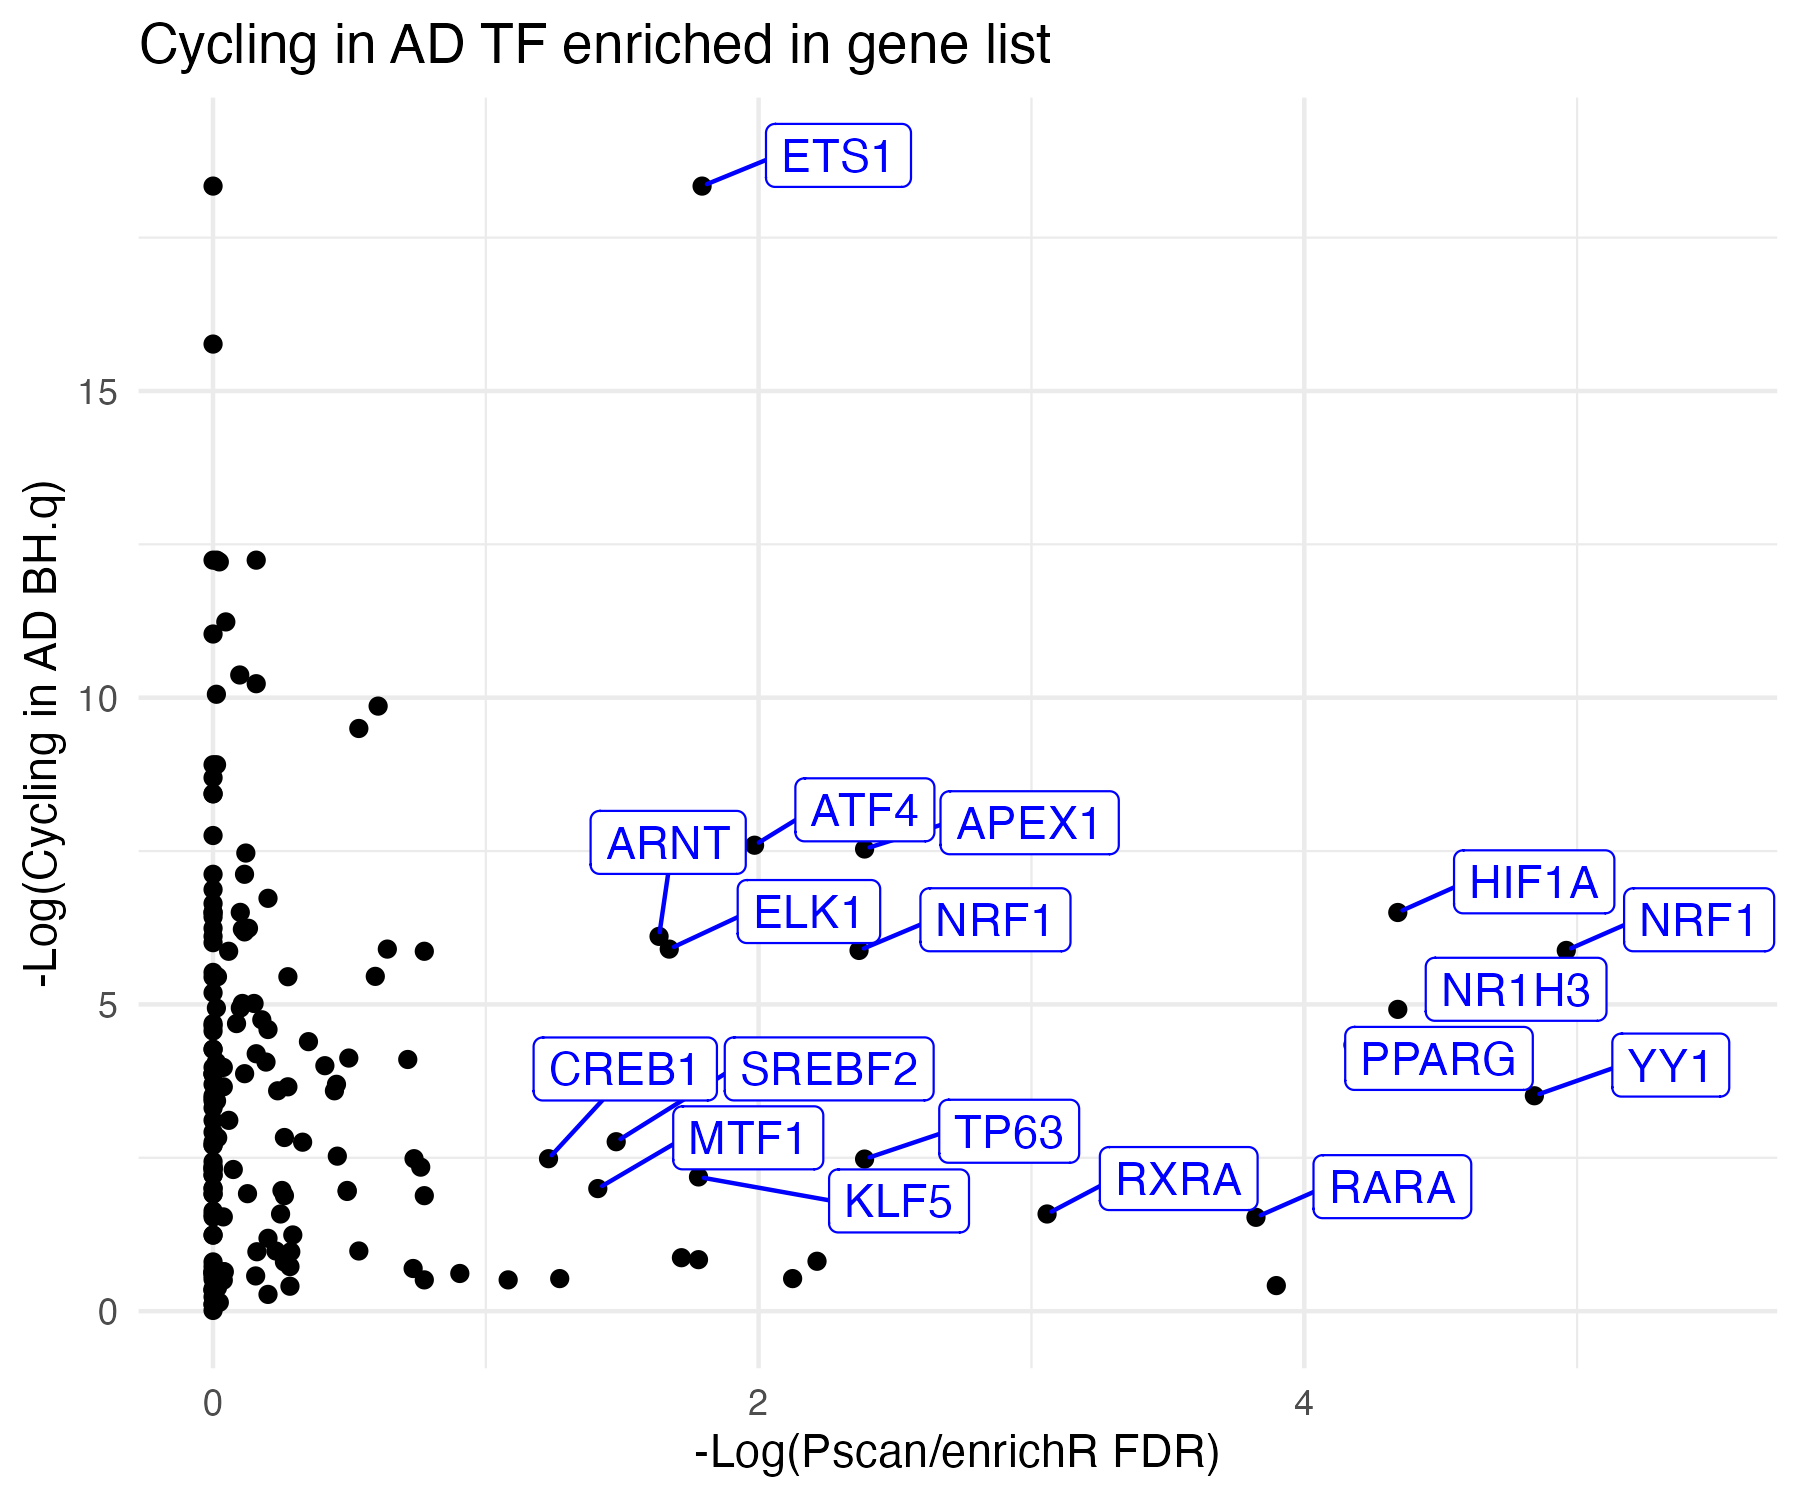 Cycling in AD TF enriched in gene list
ETS1
15
-Log(Cycling in AD BH.q)
10
ATF4
APEX1
ARNT
HIF1A
ELK1
NRF1
NRF1
NR1H3
5
PPARG
YY1
CREB1
SREBF2
TP63
MTF1
RXRA
RARA
KLF5
0
0
2
4
-Log(Pscan/enrichR FDR)